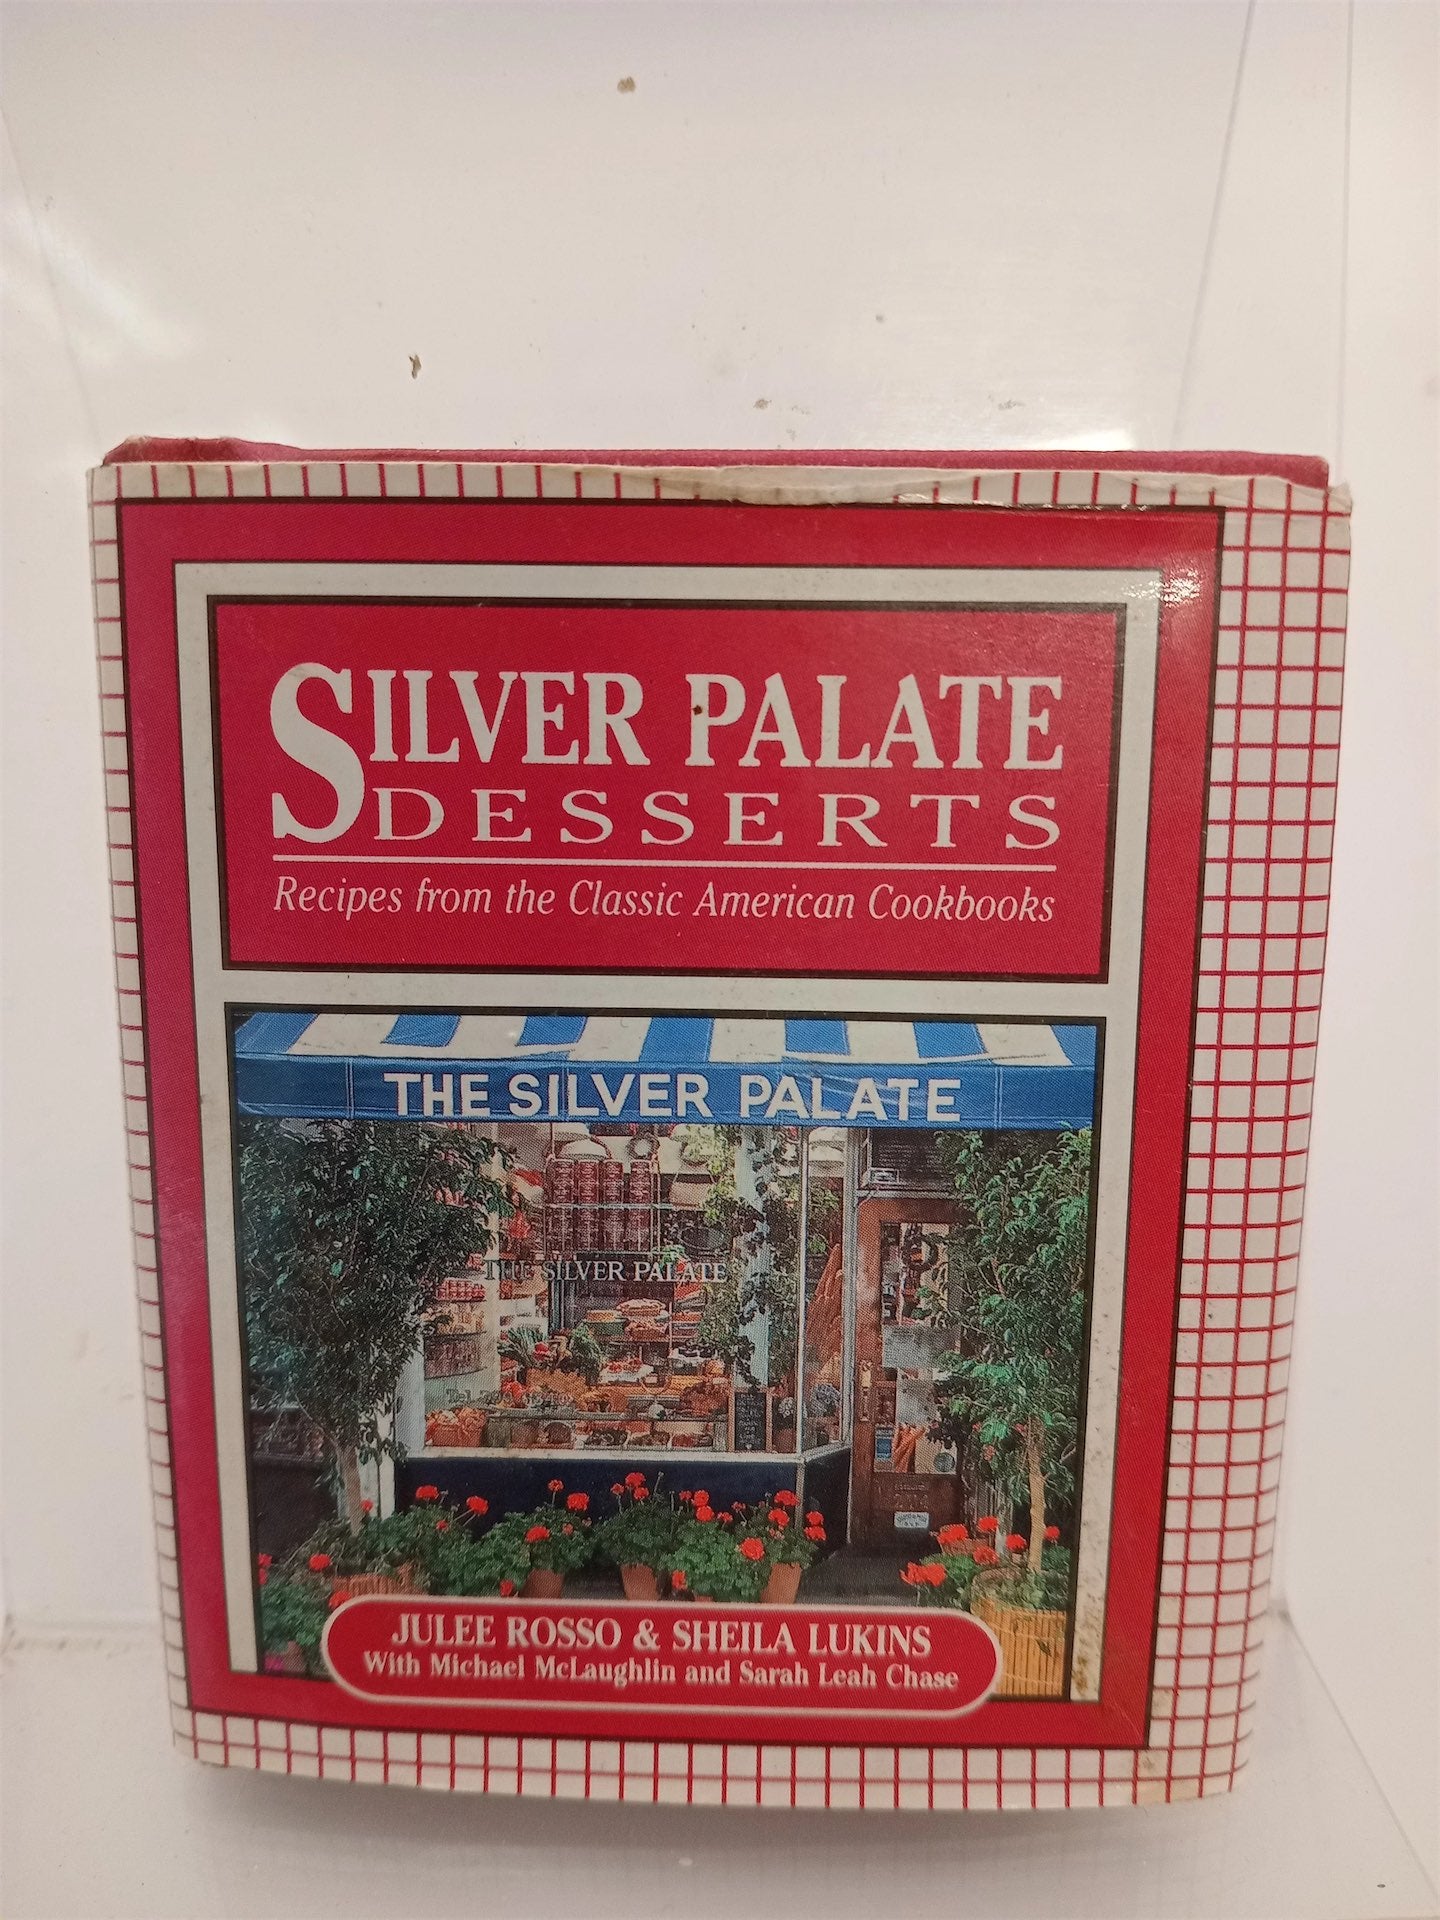 SILVER PALATE
DESSERTS
Recipes from the Classic American Cookbooks
THE SILVER PALATE
THE SILVER PALATE
JULEE ROSSO & SHEILA LUKINS
With Michael McLaughlin and Sarah Leah Chase